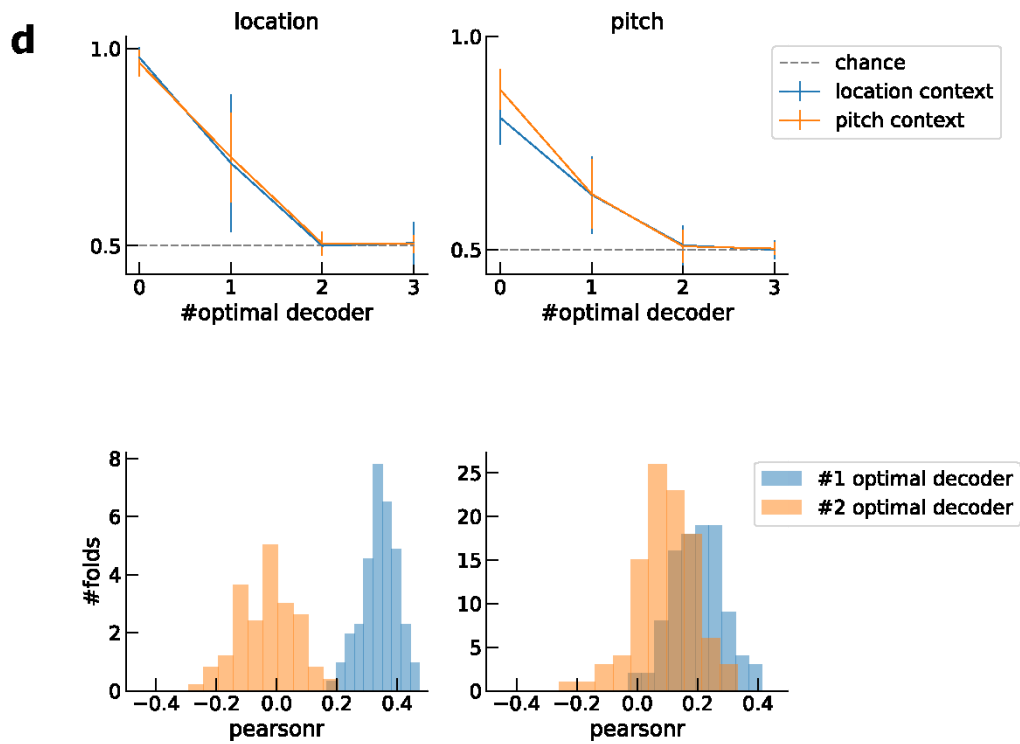 d
location
pitch
1.0
0.5
0 1 2 3
#optimal decoder
1.0
0.5
0 1 2 3
#optimal decoder
chance
location context
pitch context
#folds
8
6
4
2
0
−0.4 −0.2 0.0 0.2 0.4
pearsonr
25
20
15
10
5
0
−0.4 −0.2 0.0 0.2 0.4
pearsonr
#1 optimal decoder
#2 optimal decoder